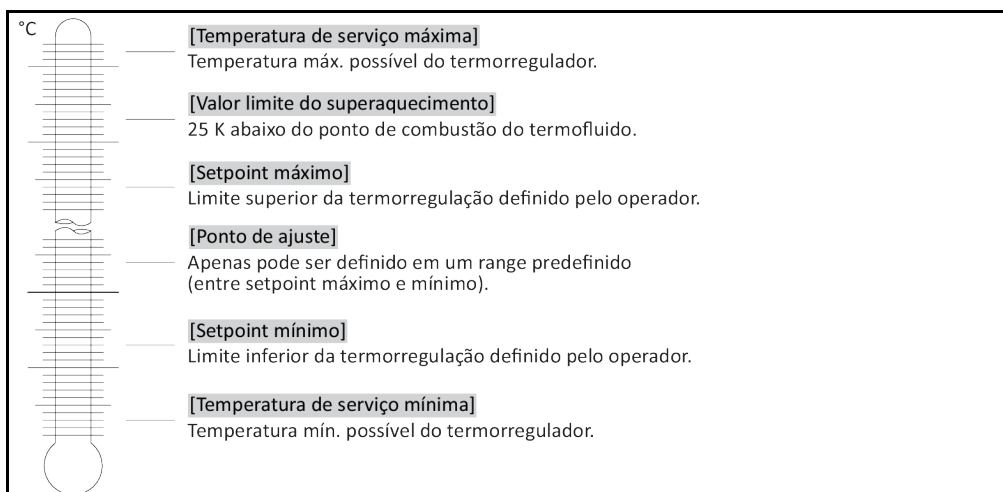 °C
[Temperatura de serviço máxima]
Temperatura máx. possível do termorregulador.
[Valor limite do superaquecimento]
25 K abaixo do ponto de combustão do termofluido.
[Setpoint máximo]
Limite superior da termorregulação definido pelo operador.
[Ponto de ajuste]
Apenas pode ser definido em um range predefinido
(entre setpoint máximo e mínimo).
[Setpoint mínimo]
Limite inferior da termorregulação definido pelo operador.
[Temperatura de serviço mínima]
Temperatura mín. possível do termorregulador.